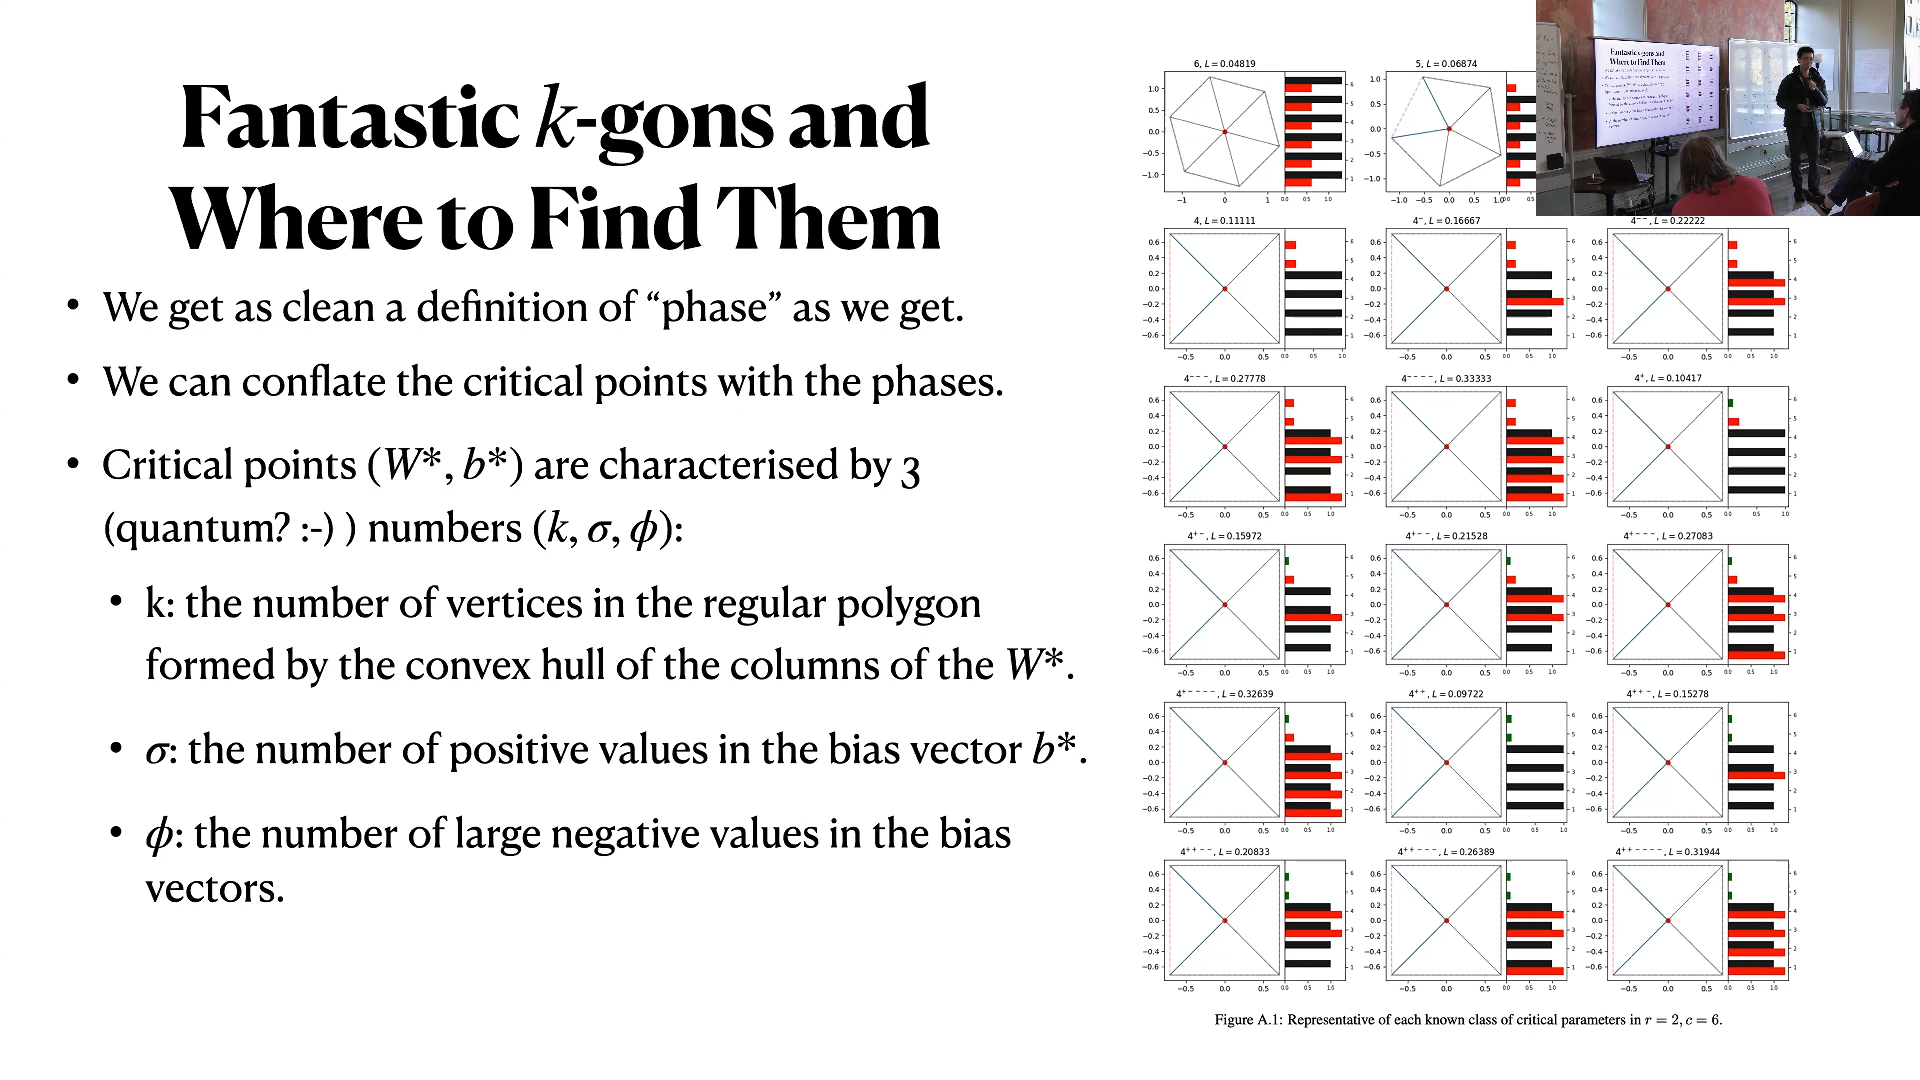 Fantastic k-gons and
Where to Find Them
• We get as clean a definition of “phase” as we get.
• We can conflate the critical points with the phases.
• Critical points (W*, b*) are characterised by 3
(quantum? :-) ) numbers (k, σ, ϕ):
• k: the number of vertices in the regular polygon
formed by the convex hull of the columns of the W*.
• σ: the number of positive values in the bias vector b*.
• ϕ: the number of large negative values in the bias
vectors.
6, L = 0.04819
5, L = 0.06874
4, L = 0.11111
4⁻, L = 0.16667
4⁻⁻, L = 0.22222
4⁻⁻⁻, L = 0.27778
4⁻⁻⁻⁻, L = 0.33333
4⁺, L = 0.10417
4⁺⁻, L = 0.15972
4⁺⁻⁻, L = 0.21528
4⁺⁻⁻⁻, L = 0.27083
4⁺⁻⁻⁻⁻, L = 0.32639
4⁺⁺, L = 0.09722
4⁺⁺⁻, L = 0.15278
4⁺⁺⁻⁻, L = 0.20833
4⁺⁺⁻⁻⁻, L = 0.26389
4⁺⁺⁻⁻⁻⁻, L = 0.31944
Figure A.1: Representative of each known class of critical parameters in r = 2, c = 6.
Fantastic k-gons and
Where to Find Them